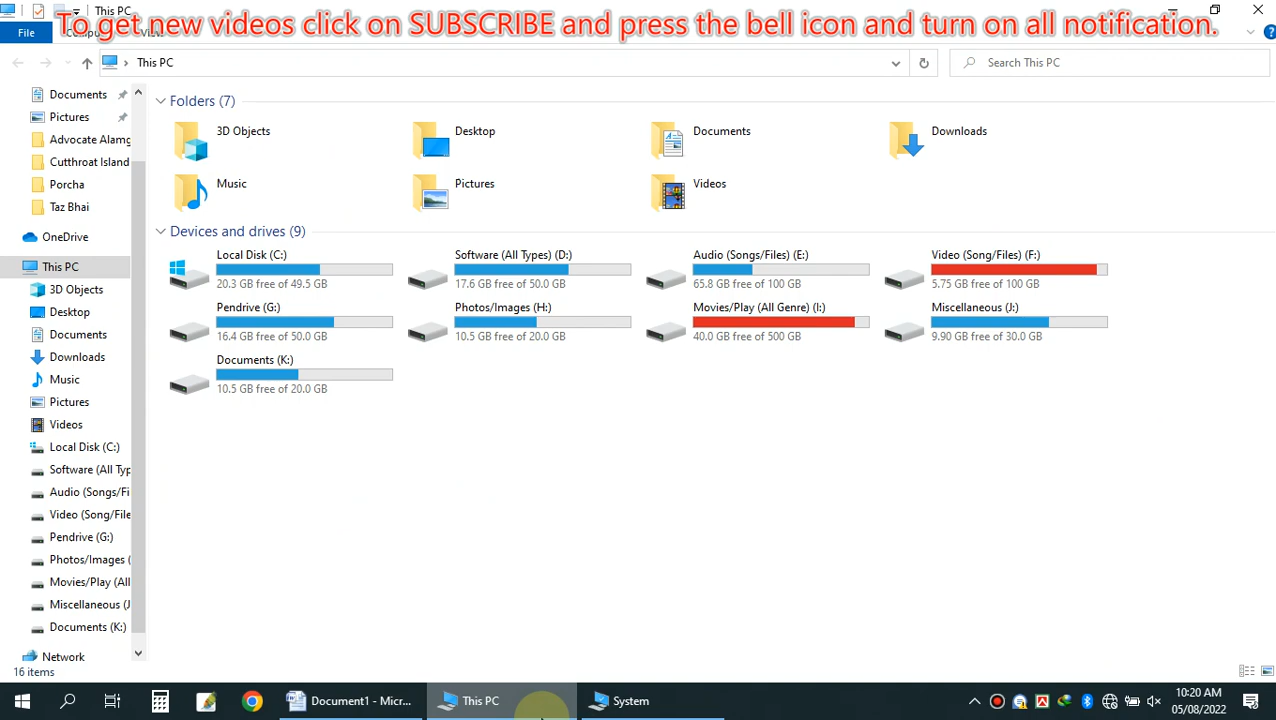 This PC
To get new videos click on SUBSCRIBE and press the bell icon and turn on all notification.
File
This PC
Search This PC
Documents
Pictures
Advocate Alamg
Cutthroat Island
Porcha
Taz Bhai
OneDrive
This PC
3D Objects
Desktop
Documents
Downloads
Music
Pictures
Videos
Local Disk (C:)
Software (All Typ
Audio (Songs/Fi
Video (Song/File
Pendrive (G:)
Photos/Images (
Movies/Play (All
Miscellaneous (J
Documents (K:)
Network
Folders (7)
3D Objects
Desktop
Documents
Downloads
Music
Pictures
Videos
Devices and drives (9)
Local Disk (C:)
20.3 GB free of 49.5 GB
Software (All Types) (D:)
17.6 GB free of 50.0 GB
Audio (Songs/Files) (E:)
65.8 GB free of 100 GB
Video (Song/Files) (F:)
5.75 GB free of 100 GB
Pendrive (G:)
16.4 GB free of 50.0 GB
Photos/Images (H:)
10.5 GB free of 20.0 GB
Movies/Play (All Genre) (I:)
40.0 GB free of 500 GB
Miscellaneous (J:)
9.90 GB free of 30.0 GB
Documents (K:)
10.5 GB free of 20.0 GB
16 items
Document1 - Micr...
This PC
System
10:20 AM
05/08/2022